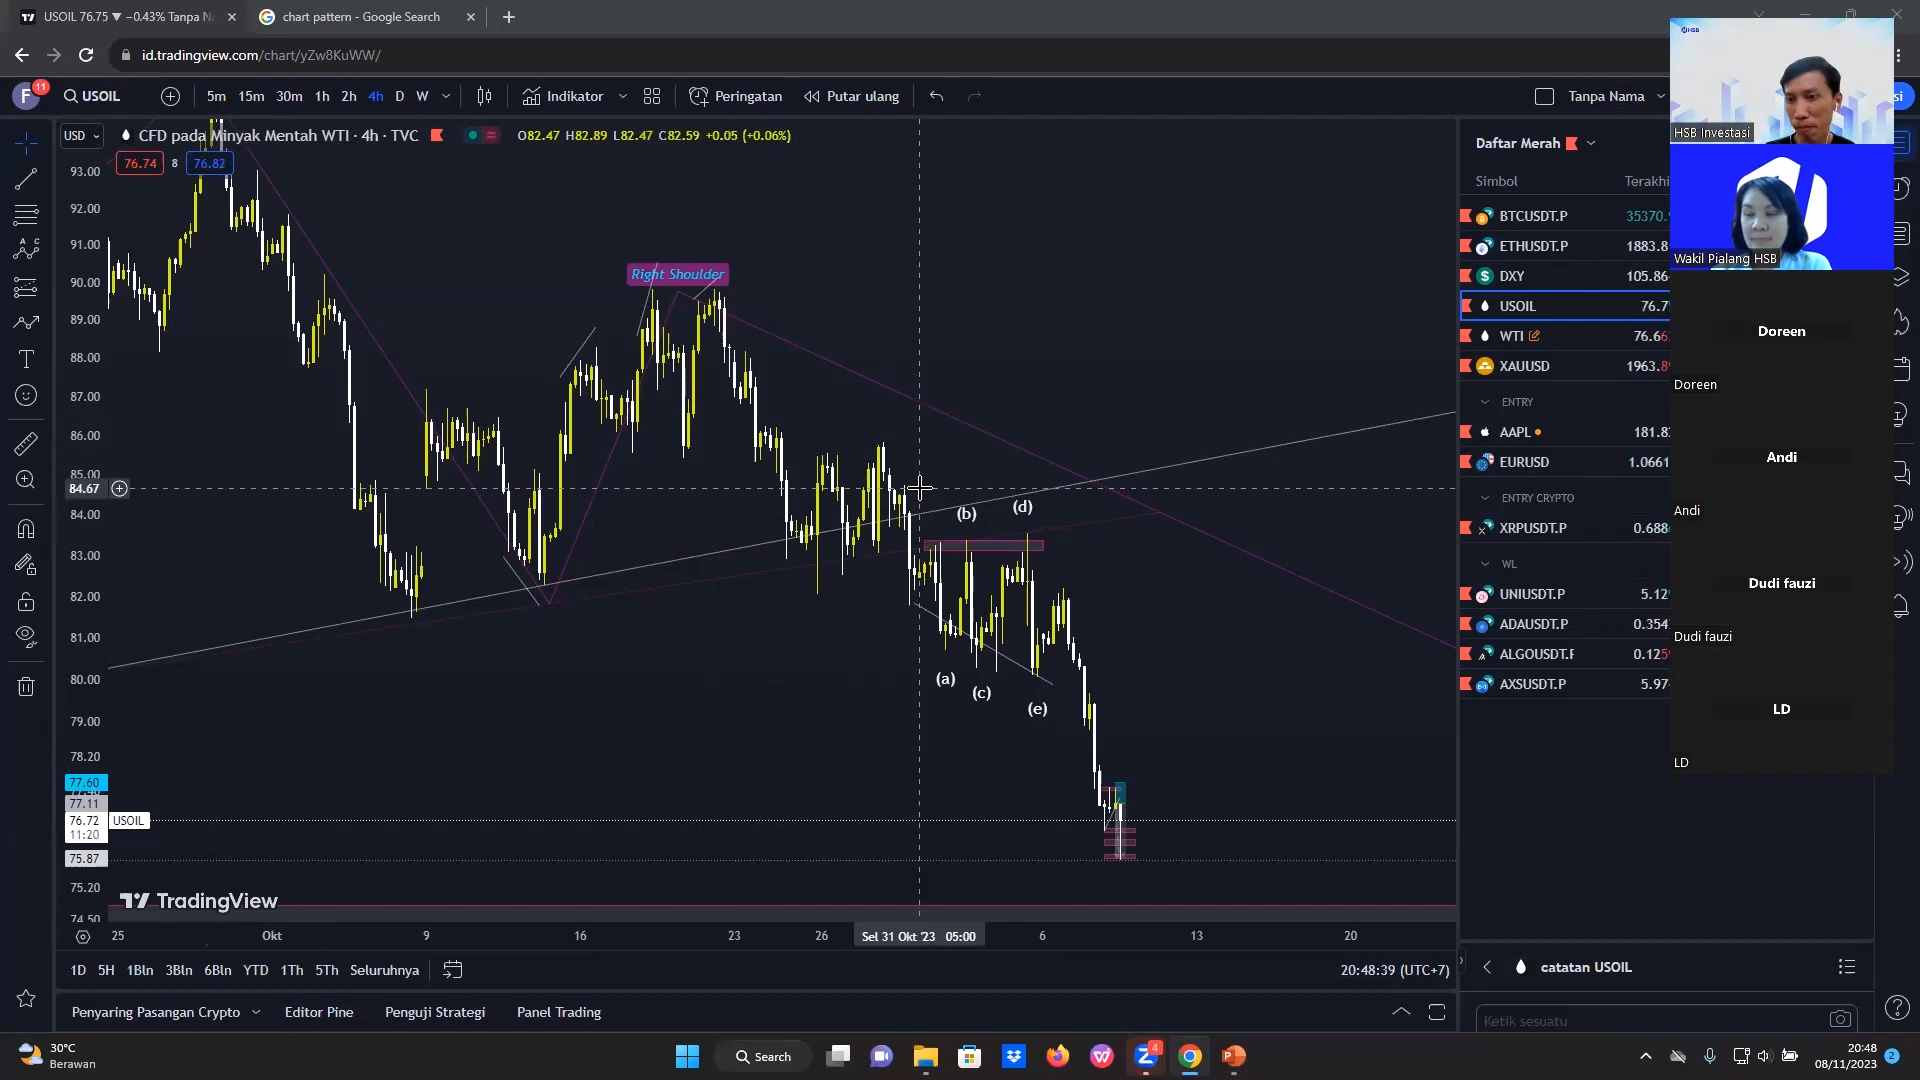 USOIL 76.75 ▼ −0.43% Tanpa N
chart pattern - Google Search
id.tradingview.com/chart/yZw8KuWW/
F 11 USOIL 5m 15m 30m 1h 2h 4h D W Indikator Peringatan Putar ulang Tanpa Nama si
USD CFD pada Minyak Mentah WTI · 4h · TVC O82.47 H82.89 L82.47 C82.59 +0.05 (+0.06%)
76.74 8 76.82
93.00
92.00
91.00
90.00
89.00
88.00
87.00
86.00
85.00
84.67
84.00
83.00
82.00
81.00
80.00
79.00
78.20
77.60
77.11
76.72 USOIL
11:20
75.87
75.20
74.50
Right Shoulder
(b) (d)
(a) (c) (e)
TradingView
25 Okt 9 16 23 26 Sel 31 Okt '23 05:00 6 13 20
1D 5H 1Bln 3Bln 6Bln YTD 1Th 5Th Seluruhnya 20:48:39 (UTC+7)
Penyaring Pasangan Crypto Editor Pine Penguji Strategi Panel Trading
Daftar Merah
Simbol Terakhi
BTCUSDT.P 35370.
ETHUSDT.P 1883.8
DXY 105.86
USOIL 76.75
WTI 76.66
XAUUSD 1963.8
ENTRY
AAPL 181.8
EURUSD 1.0661
ENTRY CRYPTO
XRPUSDT.P 0.688
WL
UNIUSDT.P 5.12
ADAUSDT.P 0.354
ALGOUSDT.F 0.125
AXSUSDT.P 5.97
catatan USOIL
Ketik sesuatu
HSB
HSB Investasi
Wakil Pialang HSB
Doreen
Doreen
Andi
Andi
Dudi fauzi
Dudi fauzi
LD
LD
30°C
Berawan
Search
4
20:48
08/11/2023
2